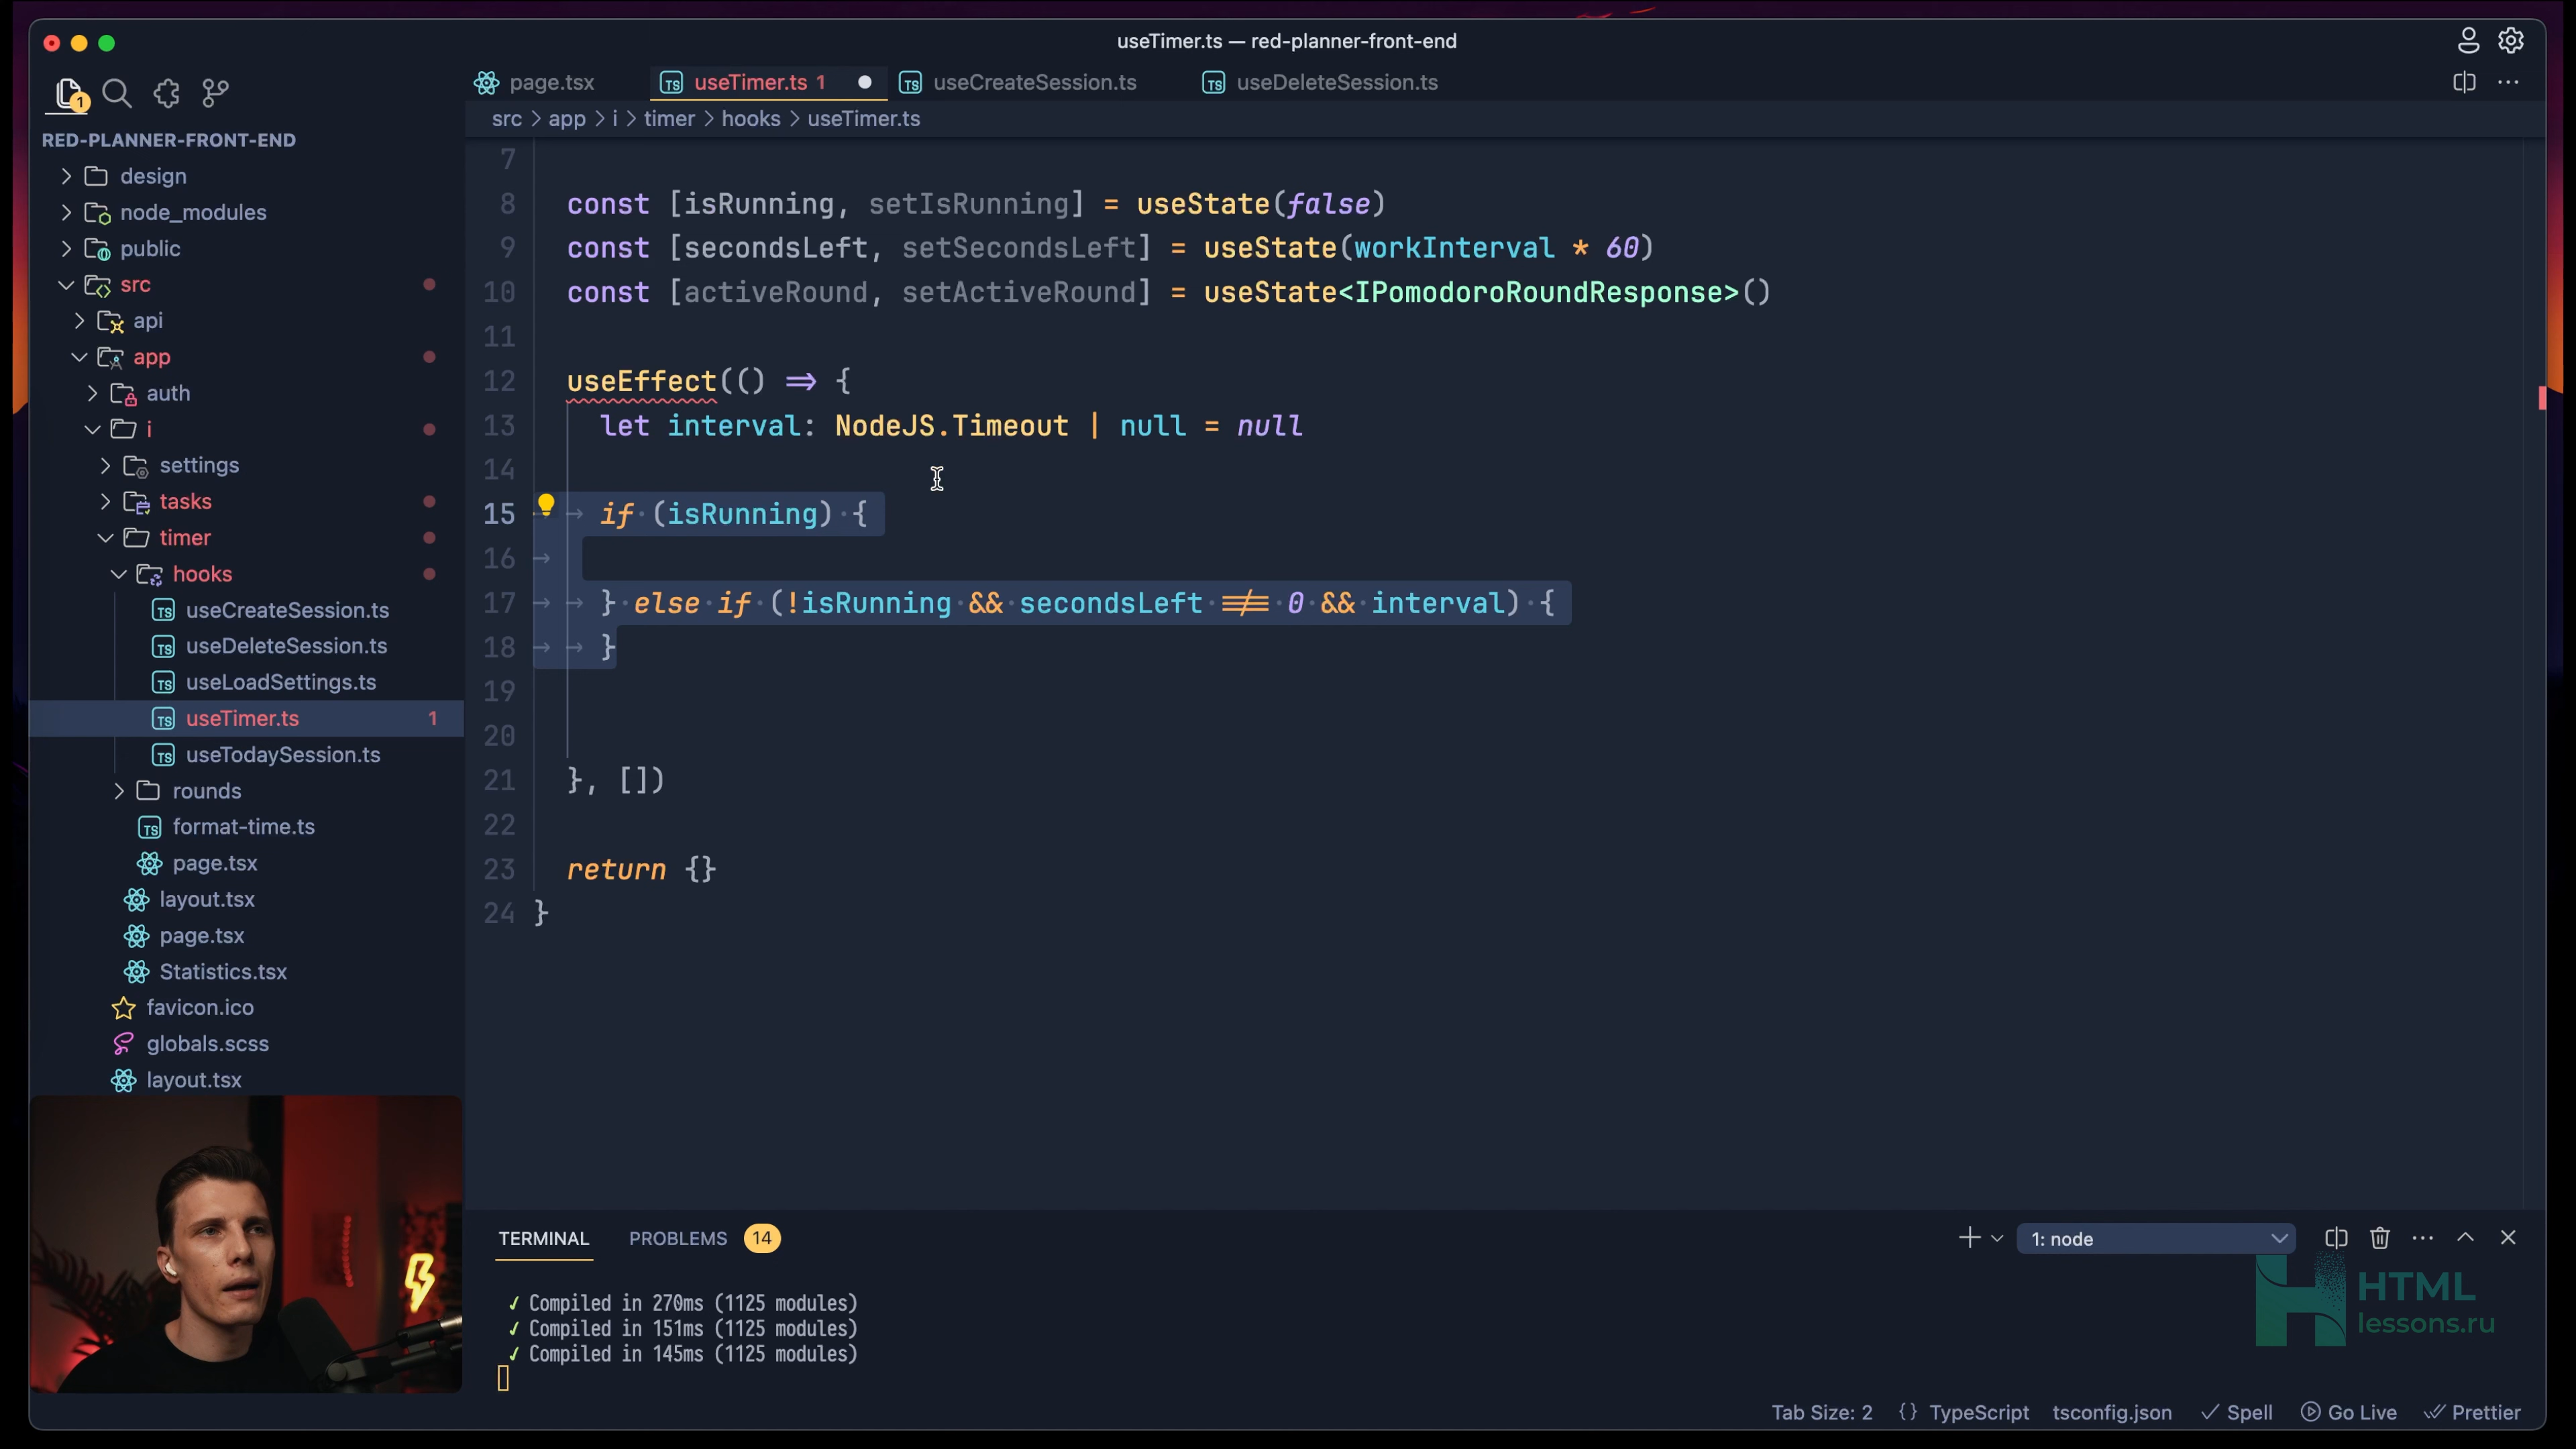 useTimer.ts — red-planner-front-end
1
page.tsx
useTimer.ts 1
useCreateSession.ts
useDeleteSession.ts
src > app > i > timer > hooks > useTimer.ts
RED-PLANNER-FRONT-END
design
node_modules
public
src
api
app
auth
i
settings
tasks
timer
hooks
useCreateSession.ts
useDeleteSession.ts
useLoadSettings.ts
useTimer.ts 1
useTodaySession.ts
rounds
format-time.ts
page.tsx
layout.tsx
page.tsx
Statistics.tsx
favicon.ico
globals.scss
layout.tsx
7
8 const [isRunning, setIsRunning] = useState(false)
9 const [secondsLeft, setSecondsLeft] = useState(workInterval * 60)
10 const [activeRound, setActiveRound] = useState<IPomodoroRoundResponse>()
11
12 useEffect(() => {
13 let interval: NodeJS.Timeout | null = null
14
15 if (isRunning) {
16
17 } else if (!isRunning && secondsLeft !== 0 && interval) {
18 }
19
20
21 }, [])
22
23 return {}
24 }
TERMINAL
PROBLEMS 14
1: node
✓ Compiled in 270ms (1125 modules)
✓ Compiled in 151ms (1125 modules)
✓ Compiled in 145ms (1125 modules)
HTML
lessons.ru
Tab Size: 2
{} TypeScript
tsconfig.json
Spell
Go Live
Prettier